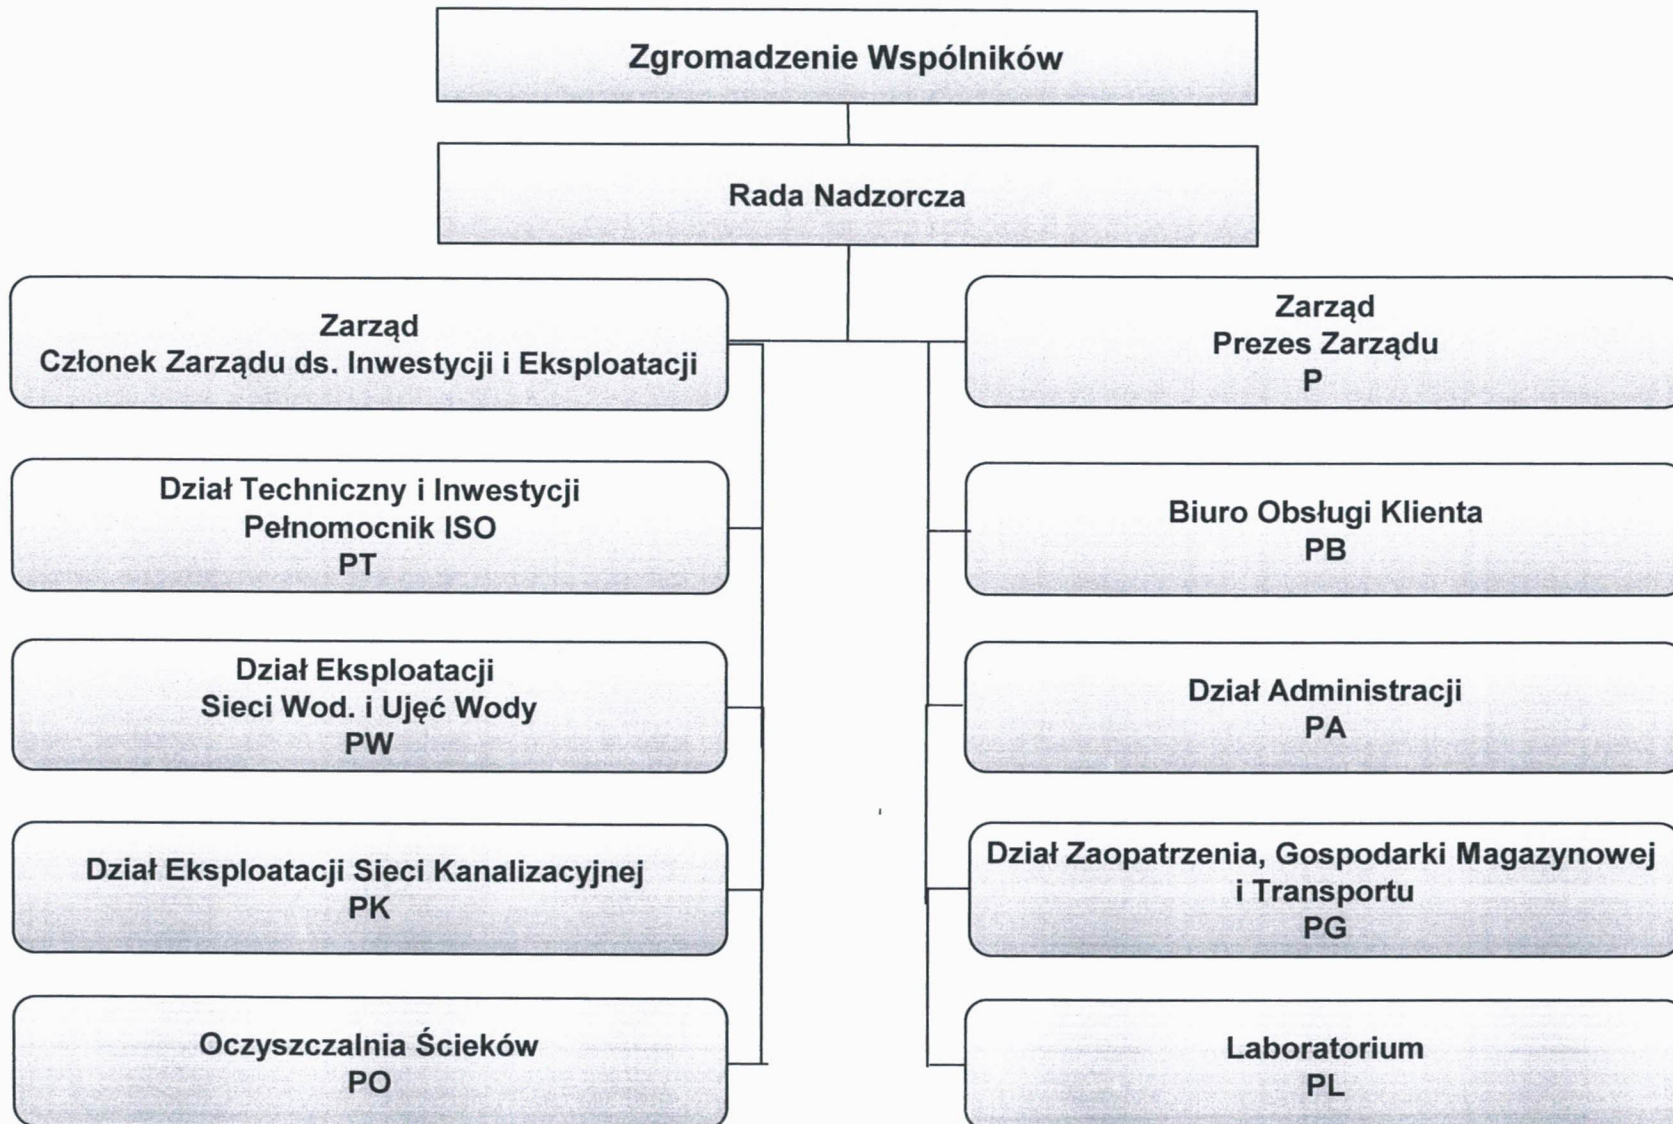 Zgromadzenie Wspólników
Rada Nadzorcza
Zarząd
Członek Zarządu ds. Inwestycji i Eksploatacji
Zarząd
Prezes Zarządu
P
Dział Techniczny i Inwestycji
Pełnomocnik ISO
PT
Biuro Obsługi Klienta
PB
Dział Eksploatacji
Sieci Wod. i Ujęć Wody
PW
Dział Administracji
PA
Dział Eksploatacji Sieci Kanalizacyjnej
PK
Dział Zaopatrzenia, Gospodarki Magazynowej
i Transportu
PG
Oczyszczalnia Ścieków
PO
Laboratorium
PL